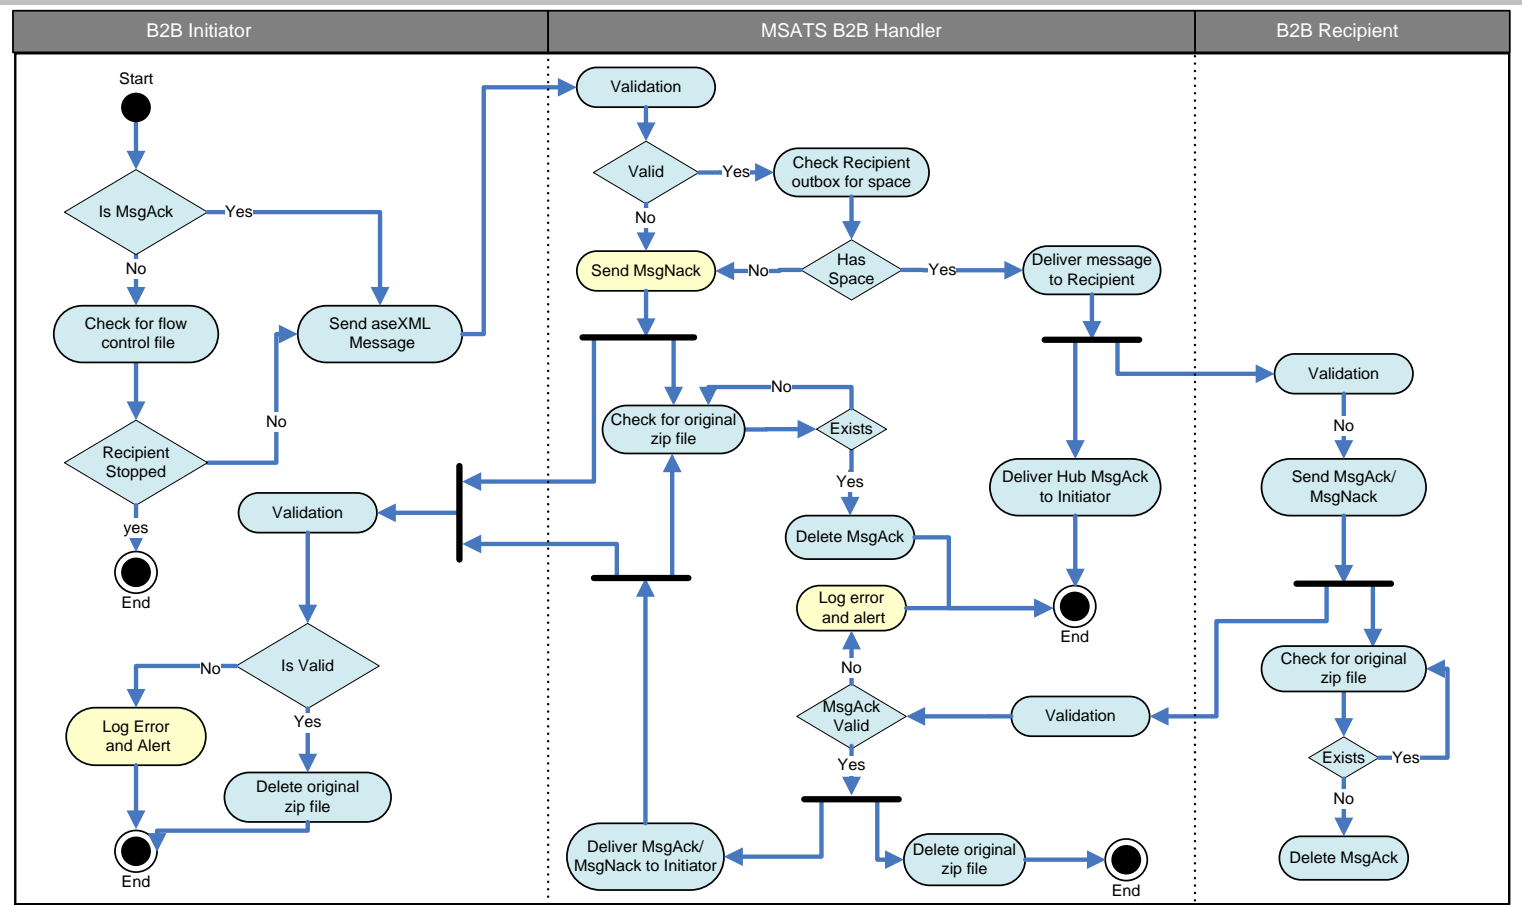 B2B Initiator
MSATS B2B Handler
B2B Recipient
Start
Is MsgAck
Yes
No
Check for flow
control file
Send aseXML
Message
Recipient
Stopped
No
yes
End
Validation
Is Valid
No
Yes
Log Error
and Alert
Delete original
zip file
End
Validation
Valid
Yes
No
Check Recipient
outbox for space
Send MsgNack
No
Has
Space
Yes
Deliver message
to Recipient
No
Check for original
zip file
Exists
Yes
Delete MsgAck
Deliver Hub MsgAck
to Initiator
Log error
and alert
End
No
MsgAck
Valid
Validation
Yes
Deliver MsgAck/
MsgNack to Initiator
Delete original
zip file
End
Validation
No
Send MsgAck/
MsgNack
Check for original
zip file
Exists
Yes
No
Delete MsgAck